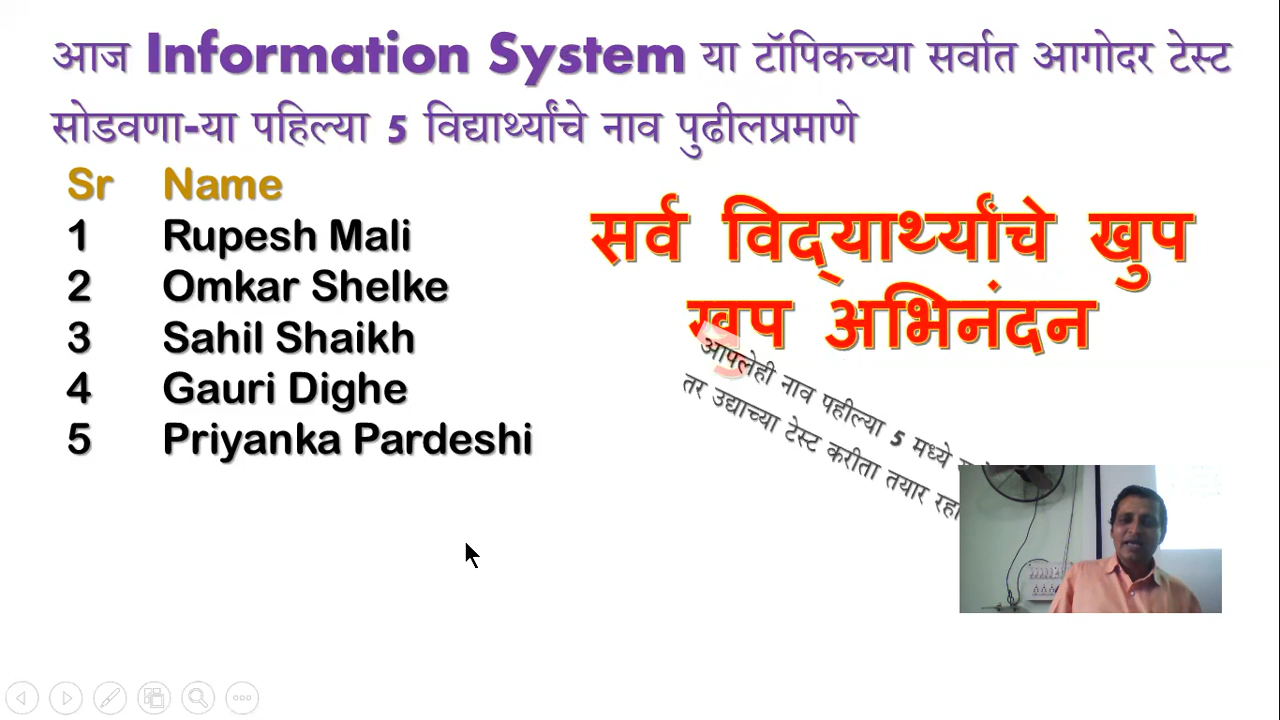 आज Information System या टॉपिकच्या सर्वात आगोदर टेस्ट
सोडवणा-या पहिल्या 5 विद्यार्थ्यांचे नाव पुढीलप्रमाणे
Sr Name
1 Rupesh Mali
2 Omkar Shelke
3 Sahil Shaikh
4 Gauri Dighe
5 Priyanka Pardeshi
सर्व विद्‌यार्थ्यांचे खुप
खुप अभिनंदन
आपलेही नाव पहील्या 5 मध्ये
तर उद्याच्या टेस्ट करीता तयार